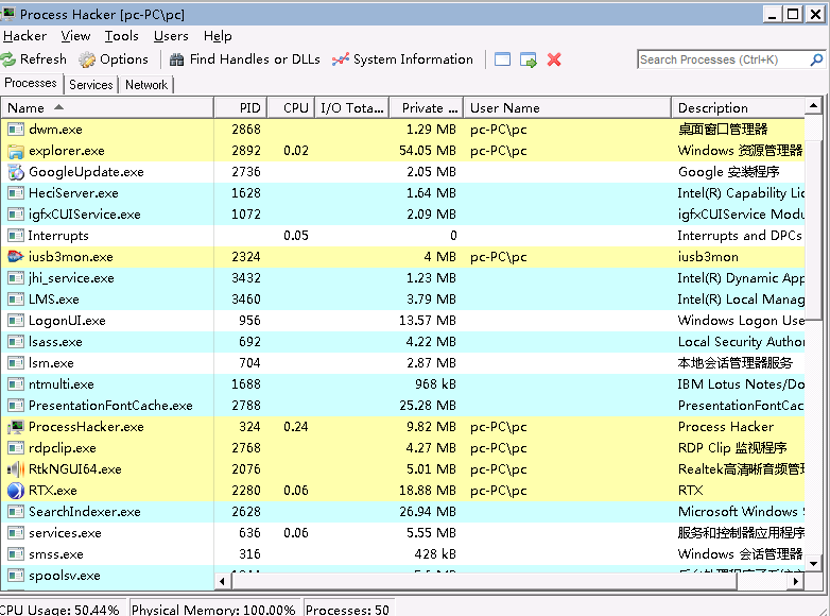 Process Hacker [pc-PC\pc]
Hacker View Tools Users Help
Refresh Options Find Handles or DLLs System Information Search Processes (Ctrl+K)
Processes Services Network
Name PID CPU I/O Tota... Private ... User Name Description
dwm.exe 2868 1.29 MB pc-PC\pc 桌面窗口管理器
explorer.exe 2892 0.02 54.05 MB pc-PC\pc Windows 资源管理器
GoogleUpdate.exe 2736 2.05 MB Google 安装程序
HeciServer.exe 1628 1.64 MB Intel(R) Capability Lic
igfxCUIService.exe 1072 2.09 MB igfxCUIService Modu
Interrupts 0.05 0 Interrupts and DPCs
iusb3mon.exe 2324 4 MB pc-PC\pc iusb3mon
jhi_service.exe 3432 1.23 MB Intel(R) Dynamic App
LMS.exe 3460 3.79 MB Intel(R) Local Manag
LogonUI.exe 956 13.57 MB Windows Logon Use
lsass.exe 692 4.22 MB Local Security Author
lsm.exe 704 2.87 MB 本地会话管理器服务
ntmulti.exe 1688 968 kB IBM Lotus Notes/Do
PresentationFontCache.exe 2788 25.28 MB PresentationFontCac
ProcessHacker.exe 324 0.24 9.82 MB pc-PC\pc Process Hacker
rdpclip.exe 2768 4.27 MB pc-PC\pc RDP Clip 监视程序
RtkNGUI64.exe 2076 5.01 MB pc-PC\pc Realtek高清晰音频管
RTX.exe 2280 0.06 18.88 MB pc-PC\pc RTX
SearchIndexer.exe 2628 26.94 MB Microsoft Windows
services.exe 636 0.06 5.55 MB 服务和控制器应用程序
smss.exe 316 428 kB Windows 会话管理器
spoolsv.exe
CPU Usage: 50.44% Physical Memory: 100.00% Processes: 50